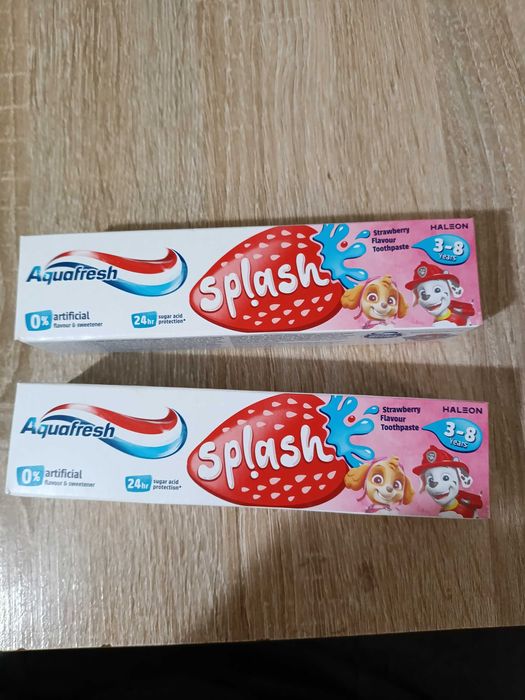 Aquafresh
0% artificial
flavour & sweetener
24hr sugar acid
protection*
Splash
Strawberry
Flavour
Toothpaste
HALEON
3-8
Years
Aquafresh
0% artificial
flavour & sweetener
24hr sugar acid
protection*
Splash
Strawberry
Flavour
Toothpaste
HALEON
3-8
Years